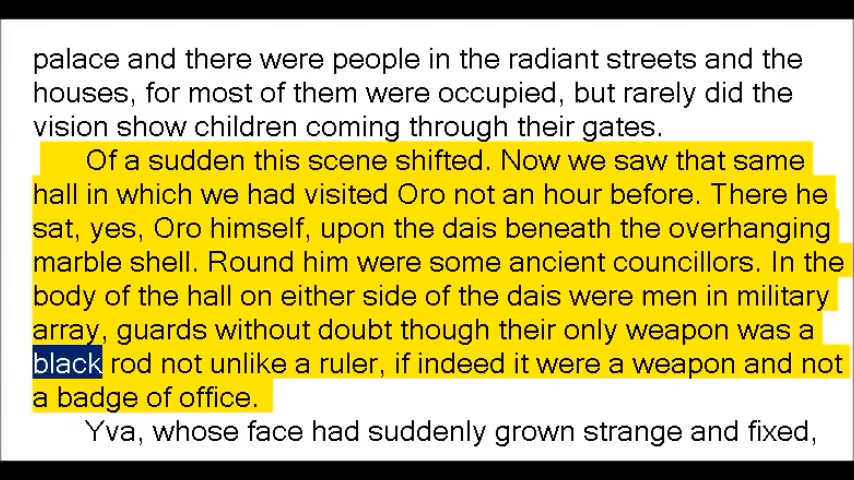 palace and there were people in the radiant streets and the
houses, for most of them were occupied, but rarely did the
vision show children coming through their gates.
Of a sudden this scene shifted. Now we saw that same
hall in which we had visited Oro not an hour before. There he
sat, yes, Oro himself, upon the dais beneath the overhanging
marble shell. Round him were some ancient councillors. In the
body of the hall on either side of the dais were men in military
array, guards without doubt though their only weapon was a
black rod not unlike a ruler, if indeed it were a weapon and not
a badge of office.
Yva, whose face had suddenly grown strange and fixed,